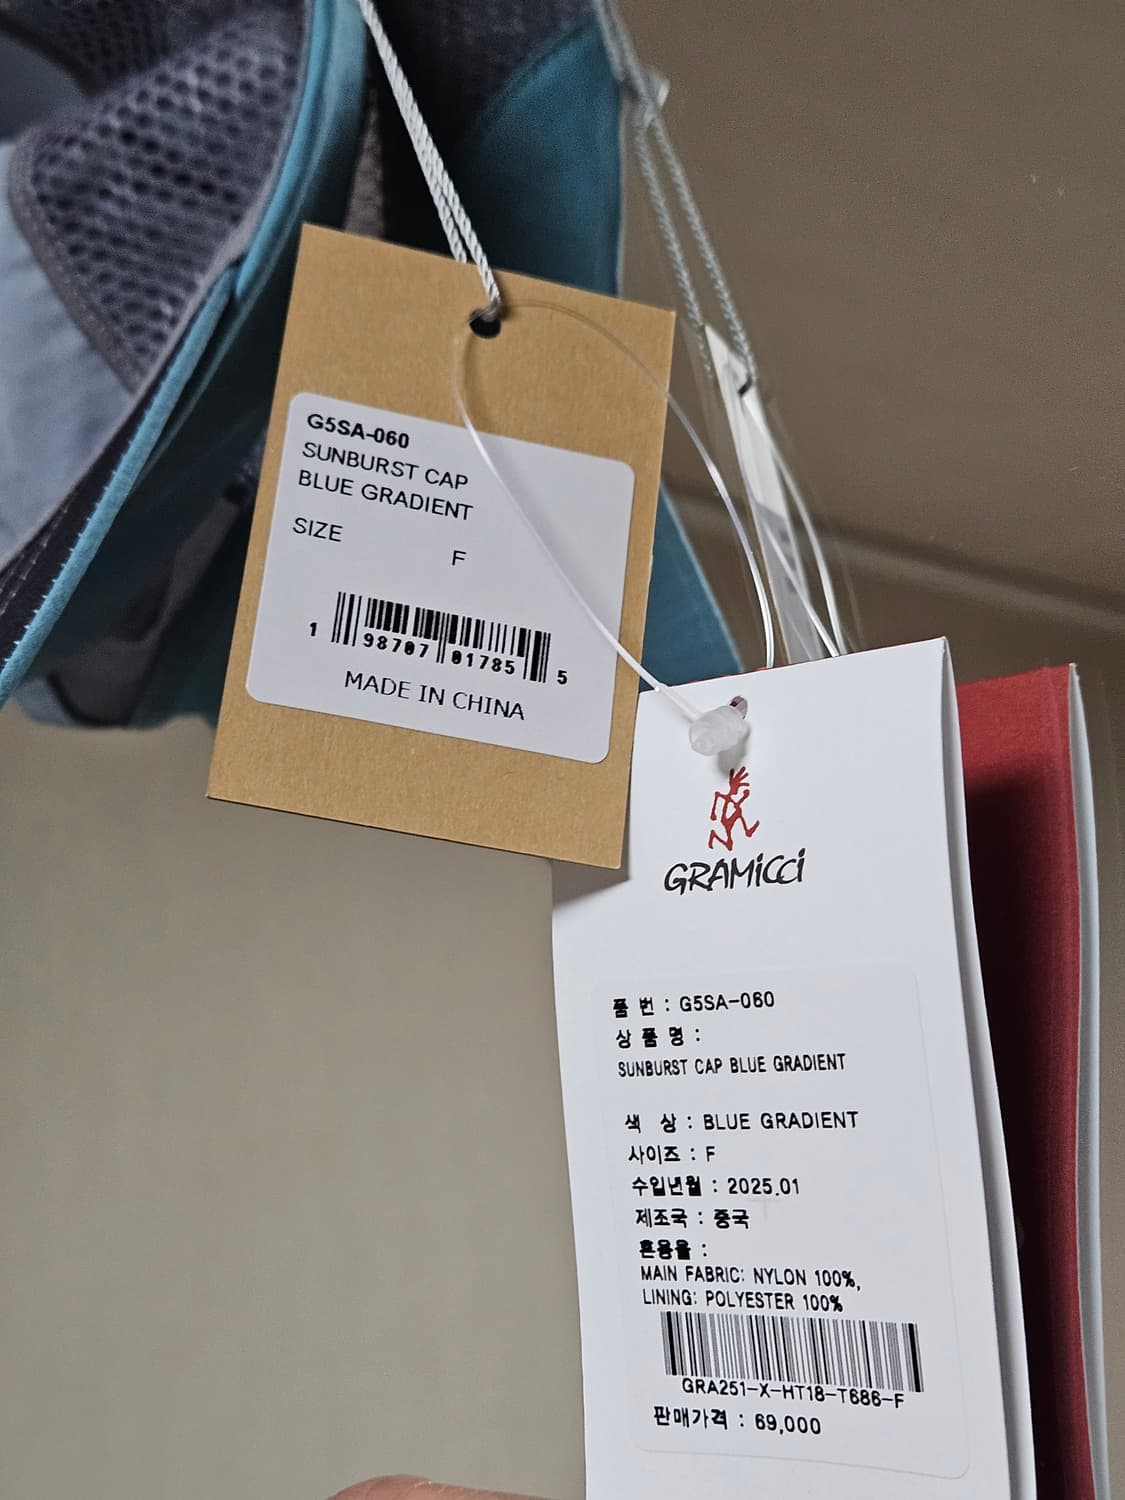 G5SA-060
SUNBURST CAP
BLUE GRADIENT
SIZE
F
1 98707 01785 5
MADE IN CHINA
GRAMICCI
품 번 : G5SA-060
상 품 명 :
SUNBURST CAP BLUE GRADIENT
색 상 : BLUE GRADIENT
사이즈 : F
수입년월 : 2025.01
제조국 : 중국
혼용율 :
MAIN FABRIC: NYLON 100%,
LINING: POLYESTER 100%
GRA251-X-HT18-T686-F
판매가격 : 69,000